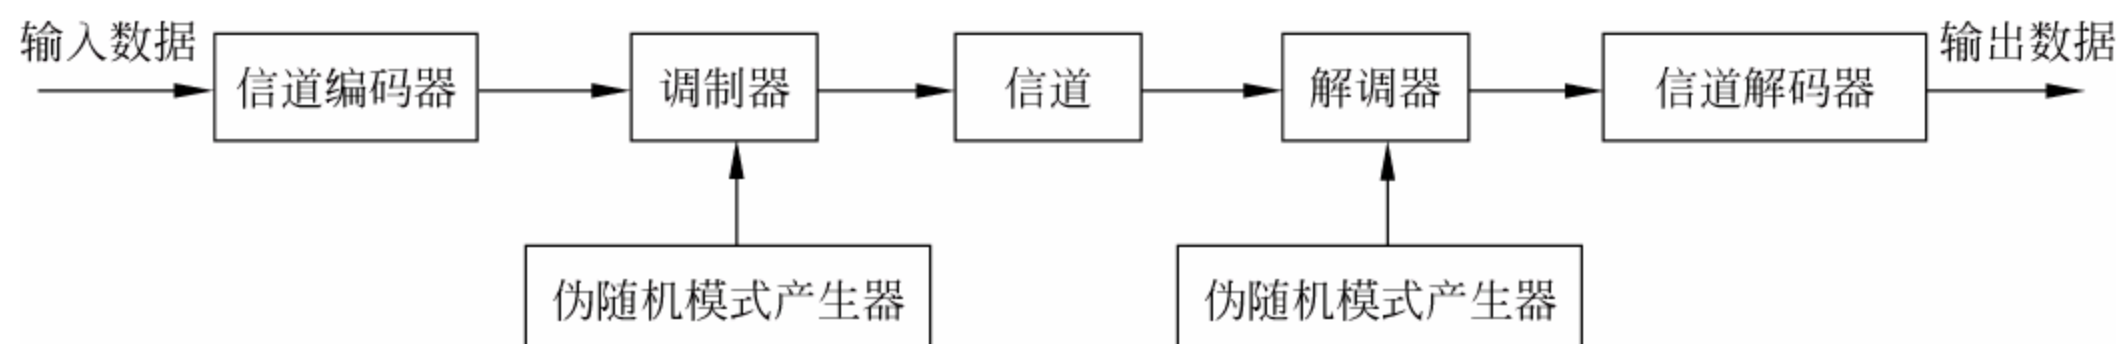 输入数据
输出数据
信道编码器
调制器
信道
解调器
信道解码器
伪随机模式产生器
伪随机模式产生器